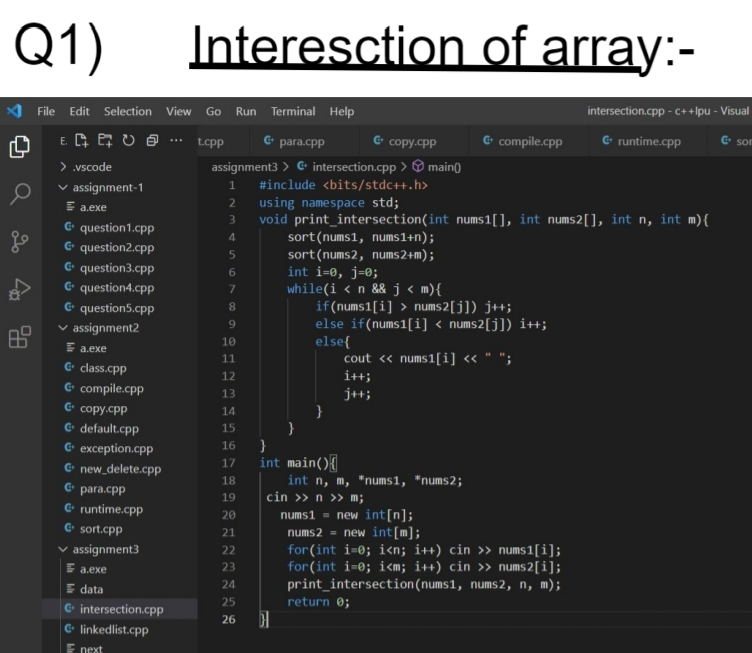 Q1) Interesction of array:-
File Edit Selection View Go Run Terminal Help intersection.cpp - c++lpu - Visual
E. ... t.cpp para.cpp copy.cpp compile.cpp runtime.cpp sor
> .vscode
assignment-1
a.exe
question1.cpp
question2.cpp
question3.cpp
question4.cpp
question5.cpp
assignment2
a.exe
class.cpp
compile.cpp
copy.cpp
default.cpp
exception.cpp
new_delete.cpp
para.cpp
runtime.cpp
sort.cpp
assignment3
a.exe
data
intersection.cpp
linkedlist.cpp
next
assignment3 > intersection.cpp > main()
1 #include <bits/stdc++.h>
2 using namespace std;
3 void print_intersection(int nums1[], int nums2[], int n, int m){
4 sort(nums1, nums1+n);
5 sort(nums2, nums2+m);
6 int i=0, j=0;
7 while(i < n && j < m){
8 if(nums1[i] > nums2[j]) j++;
9 else if(nums1[i] < nums2[j]) i++;
10 else{
11 cout << nums1[i] << " ";
12 i++;
13 j++;
14 }
15 }
16 }
17 int main(){
18 int n, m, *nums1, *nums2;
19 cin >> n >> m;
20 nums1 = new int[n];
21 nums2 = new int[m];
22 for(int i=0; i<n; i++) cin >> nums1[i];
23 for(int i=0; i<m; i++) cin >> nums2[i];
24 print_intersection(nums1, nums2, n, m);
25 return 0;
26 }